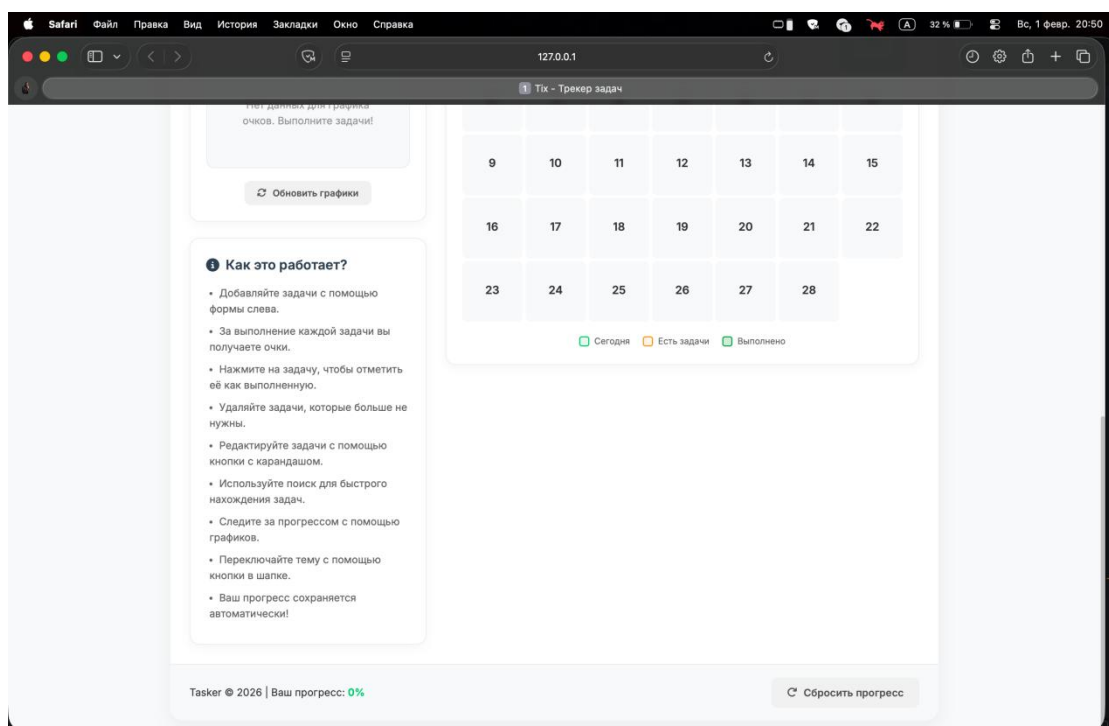 Safari Файл Правка Вид История Закладки Окно Справка
A 32 % Вс, 1 февр. 20:50
127.0.0.1
1 Tix - Трекер задач
Нет данных для графика
очков. Выполните задачи!
Обновить графики
Как это работает?
• Добавляйте задачи с помощью
формы слева.
• За выполнение каждой задачи вы
получаете очки.
• Нажмите на задачу, чтобы отметить
её как выполненную.
• Удаляйте задачи, которые больше не
нужны.
• Редактируйте задачи с помощью
кнопки с карандашом.
• Используйте поиск для быстрого
нахождения задач.
• Следите за прогрессом с помощью
графиков.
• Переключайте тему с помощью
кнопки в шапке.
• Ваш прогресс сохраняется
автоматически!
9 10 11 12 13 14 15
16 17 18 19 20 21 22
23 24 25 26 27 28
Сегодня Есть задачи Выполнено
Tasker © 2026 | Ваш прогресс: 0%
Сбросить прогресс